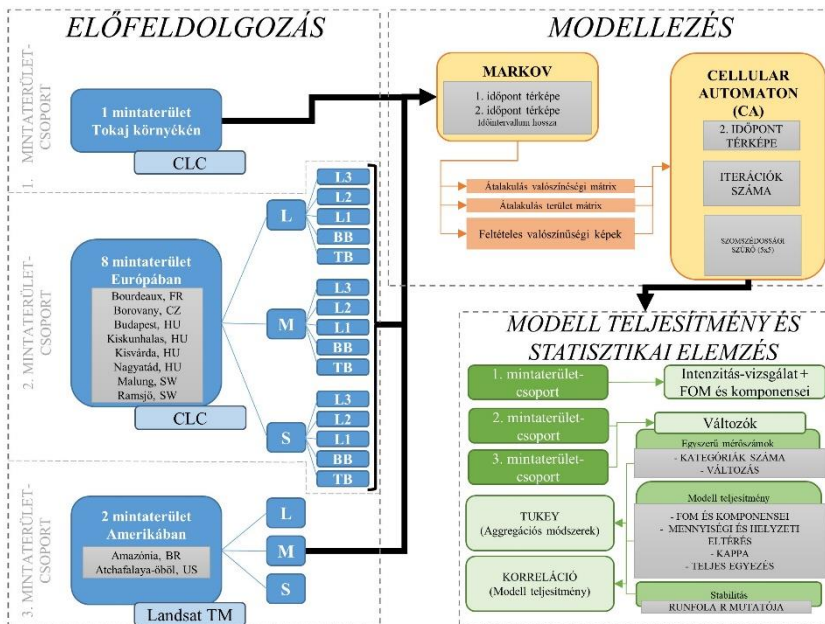 ELŐFELDOLGOZÁS
1. MINTATERÜLET-
CSOPORT
1 mintaterület
Tokaj környékén
CLC
2. MINTATERÜLET-
CSOPORT
8 mintaterület
Európában
Bourdeaux, FR
Borovany, CZ
Budapest, HU
Kiskunhalas, HU
Kisvárda, HU
Nagyatád, HU
Malung, SW
Ramsjö, SW
CLC
L
L3
L2
L1
BB
TB
M
L3
L2
L1
BB
TB
S
L3
L2
L1
BB
TB
3. MINTATERÜLET-
CSOPORT
2 mintaterület
Amerikában
Amazónia, BR
Atchafalaya-öböl, US
Landsat TM
L
M
S
MODELLEZÉS
MARKOV
1. időpont térképe
2. időpont térképe
Időintervallum hossza
Átalakulás valószínéségi mátrix
Átalakulás terület mátrix
Feltételes valószínűségi képek
CELLULAR
AUTOMATON
(CA)
2. IDŐPONT
TÉRKÉPE
ITERÁCIÓK
SZÁMA
SZOMSZÉDOSSÁGI
SZŰRŐ (5x5)
MODELL TELJESÍTMÉNY ÉS
STATISZTIKAI ELEMZÉS
1. mintaterület-
csoport
Intenzitás-vizsgálat +
FOM és komponensei
2. mintaterület-
csoport
3. mintaterület-
csoport
Változók
Egyszerű mérőszámok
- KATEGÓRIÁK SZÁMA
- VÁLTOZÁS
Modell teljesítmény
- FOM ÉS KOMPONENSEI
- MENNYISÉGI ÉS HELYZETI
ELTÉRÉS
- KAPPA
- TELJES EGYEZÉS
Stabilitás
RUNFOLA R MUTATÓJA
TUKEY
(Aggregációs módszerek)
KORRELÁCIÓ
(Modell teljesítmény)